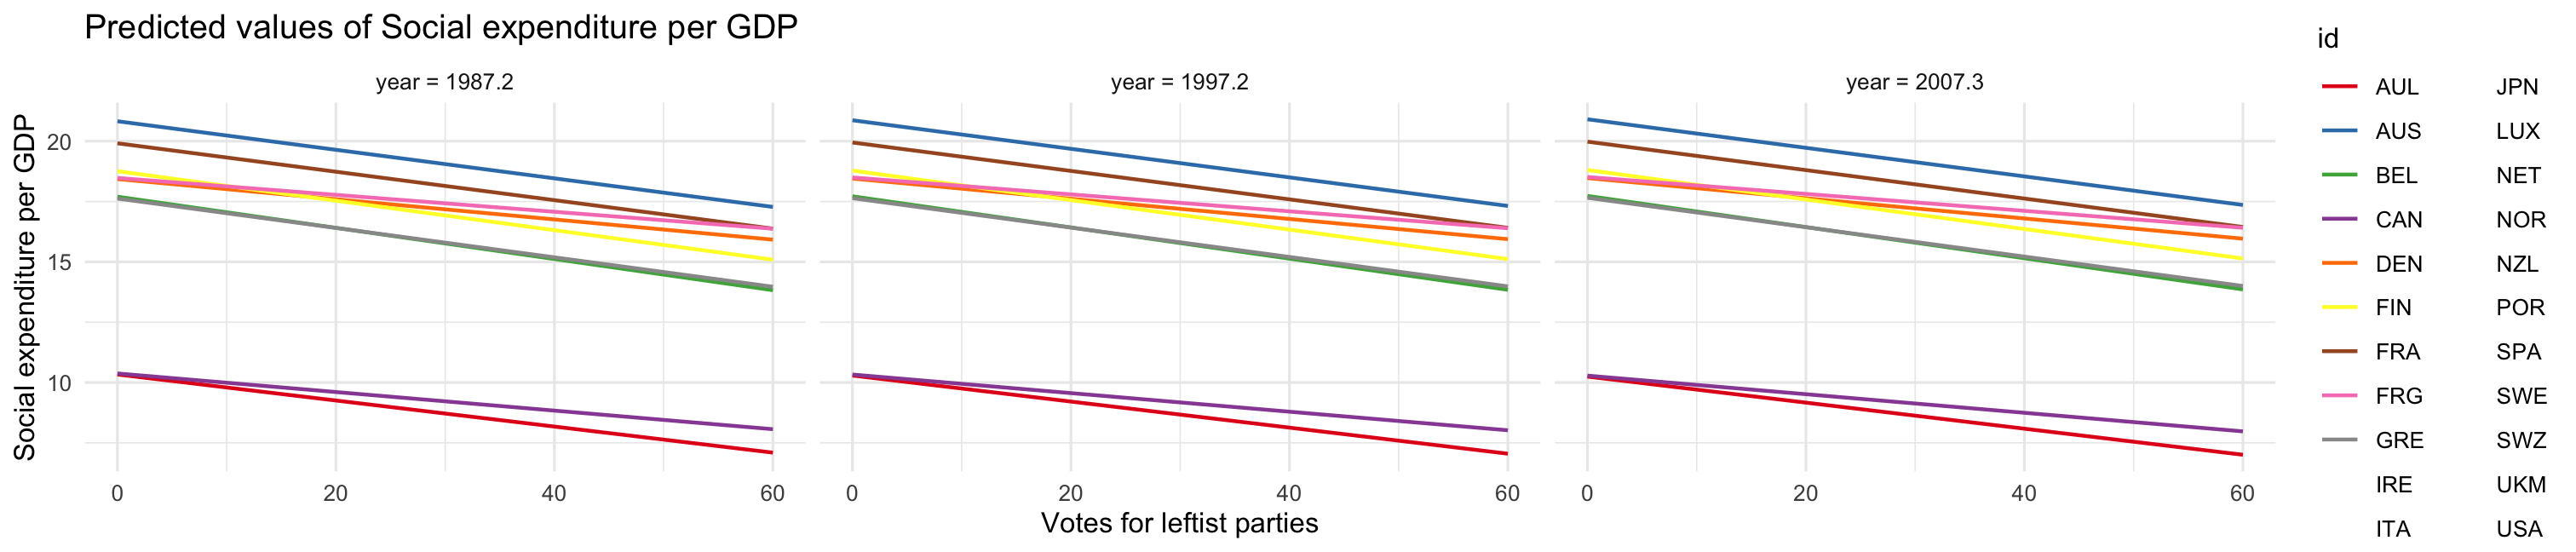 Predicted values of Social expenditure per GDP
year = 1987.2
year = 1997.2
year = 2007.3
Social expenditure per GDP
20
15
10
0 20 40 60
0 20 40 60
0 20 40 60
Votes for leftist parties
id
AUL JPN
AUS LUX
BEL NET
CAN NOR
DEN NZL
FIN POR
FRA SPA
FRG SWE
GRE SWZ
IRE UKM
ITA USA